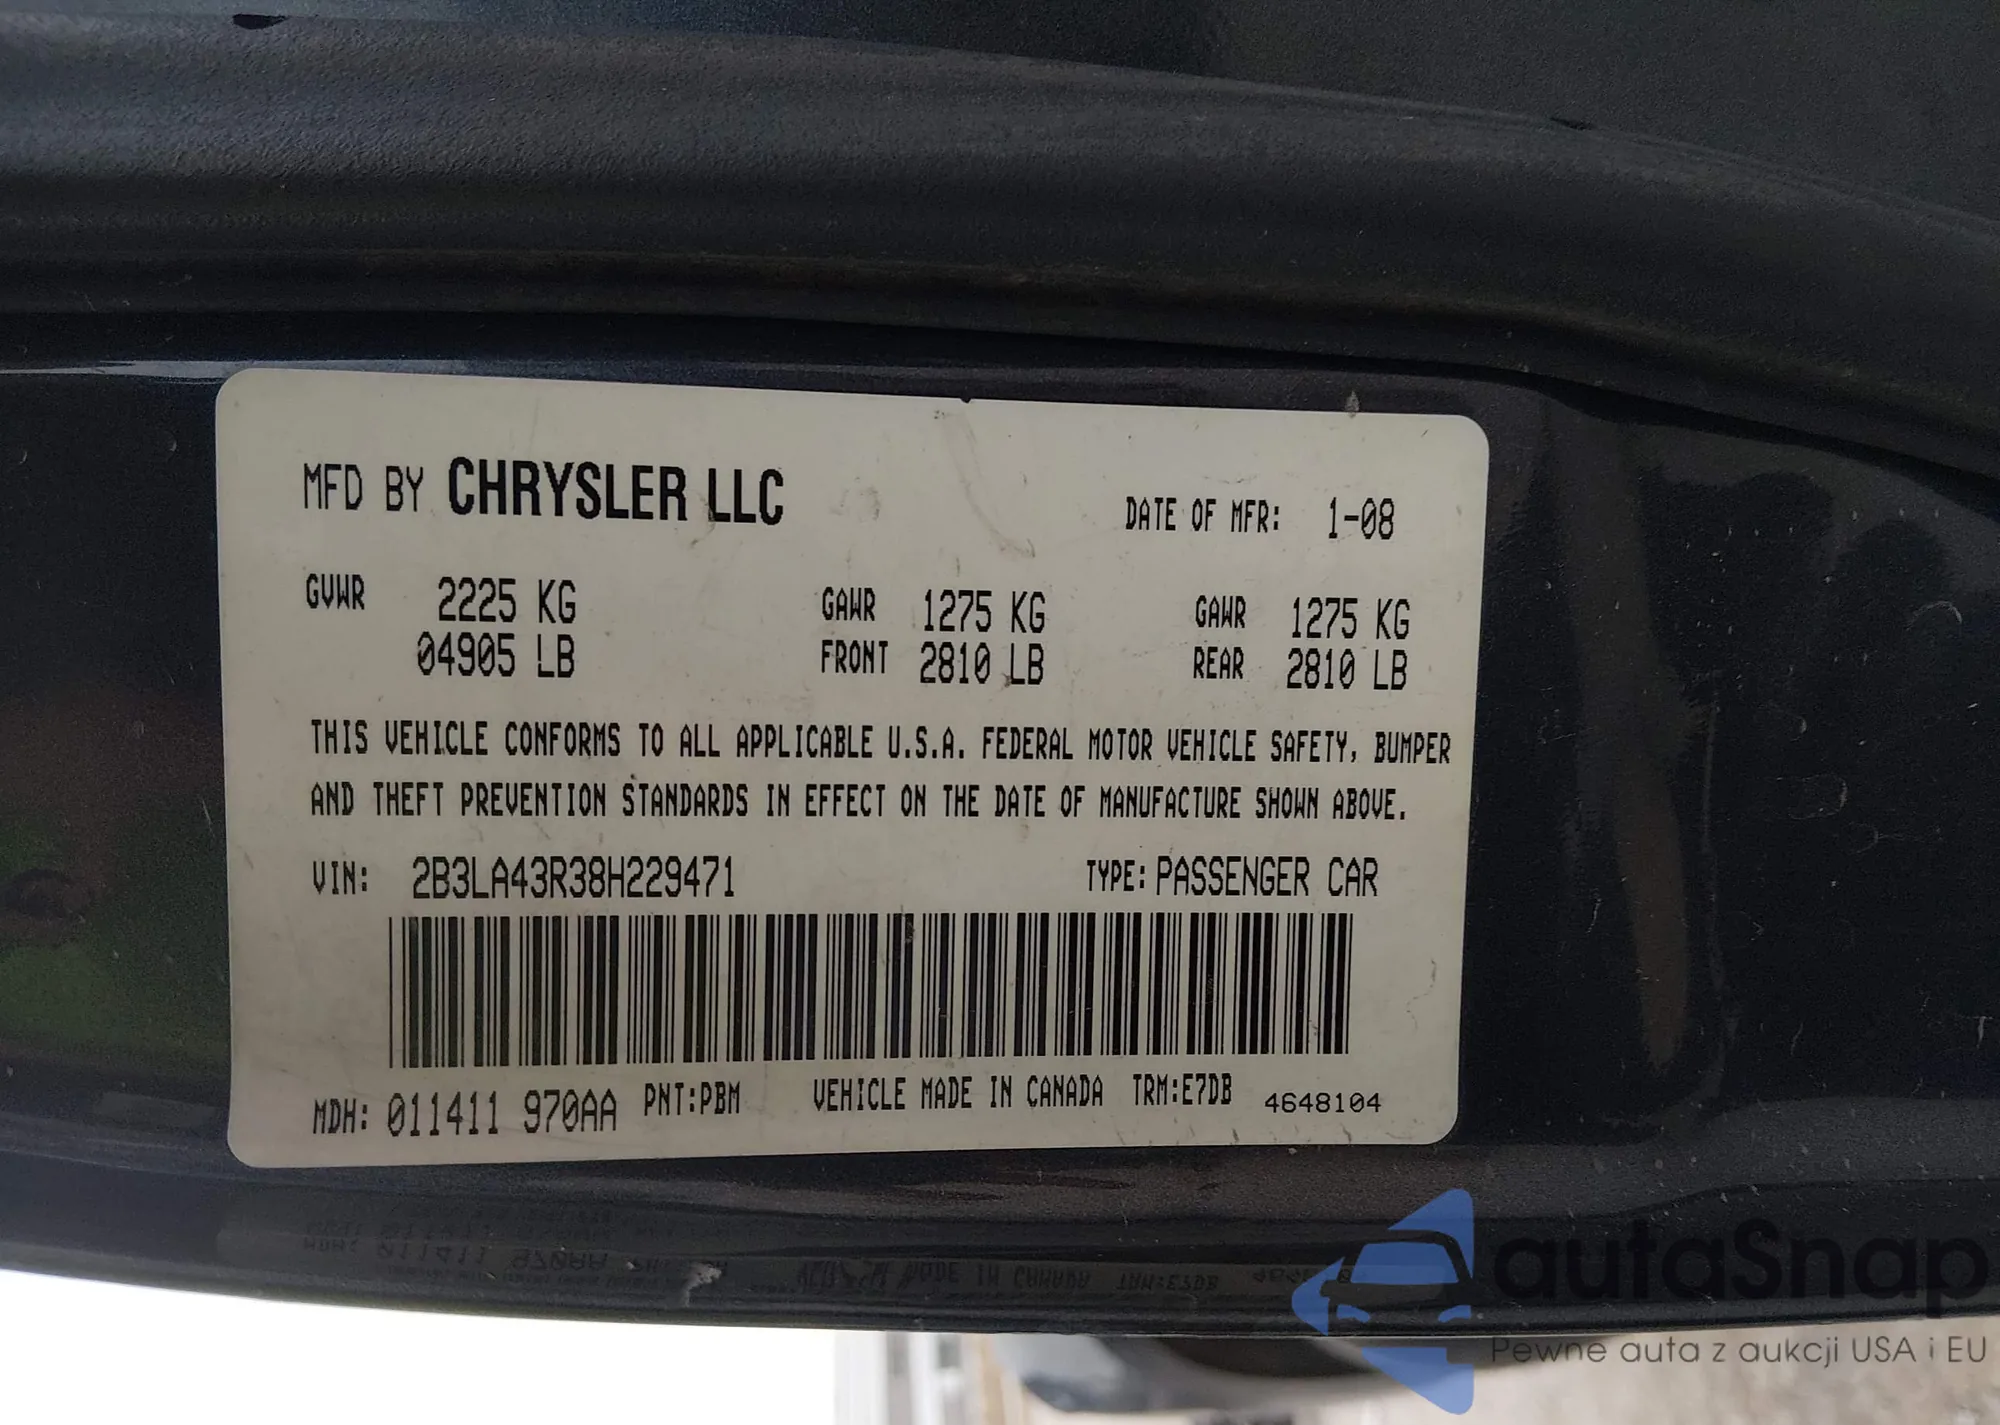 MFD BY CHRYSLER LLC
DATE OF MFR: 1-08
GVWR 2225 KG
04905 LB
GAWR 1275 KG
FRONT 2810 LB
GAWR 1275 KG
REAR 2810 LB
THIS VEHICLE CONFORMS TO ALL APPLICABLE U.S.A. FEDERAL MOTOR VEHICLE SAFETY, BUMPER
AND THEFT PREVENTION STANDARDS IN EFFECT ON THE DATE OF MANUFACTURE SHOWN ABOVE.
VIN: 2B3LA43R38H229471
TYPE: PASSENGER CAR
MDH: 011411 970AA PNT:PBM VEHICLE MADE IN CANADA TRM:E7DB 4648104
autaSnap
Pewne auta z aukcji USA i EU